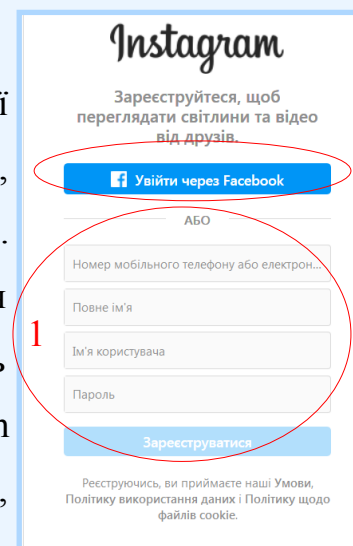 Instagram
Зареєструйтеся, щоб
переглядати світлини та відео
від друзів.
Увійти через Facebook
АБО
Номер мобільного телефону або електрон...
Повне ім'я
1
Ім'я користувача
Пароль
Зареєструватися
Реєструючись, ви приймаєте наші Умови,
Політику використання даних і Політику щодо
файлів cookie.